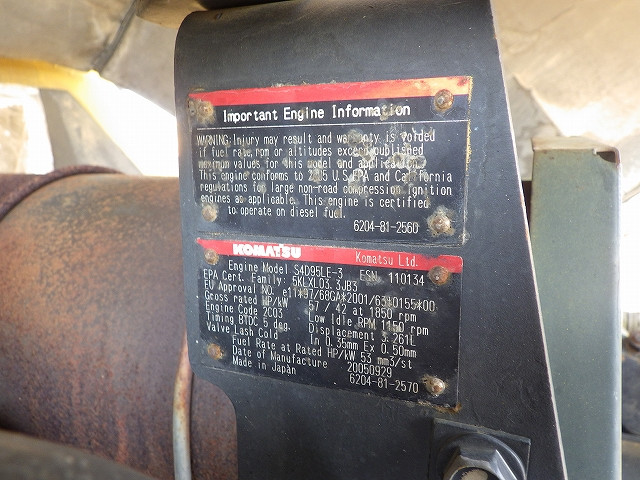 Important Engine Information
WARNING: Injury may result and warranty is voided
if fuel rate, rpm or altitudes exceed published
maximum values for this model and application.
This engine conforms to 2005 U.S.EPA and California
regulations for large non-road compression ignition
engines as applicable. This engine is certified
to operate on diesel fuel.
6204-81-2560
KOMATSU Komatsu Ltd.
Engine Model S4D95LE-3 ESN 110134
EPA Cert. Family: 5KLXL03.3JB3
EU Approval NO. e11*97/68GA*2001/63*0155*00
Gross rated HP/kW 57 / 42 at 1850 rpm
Engine Code 2C03 Low Idle RPM 1150 rpm
Timing BTDC 5 deg. Displacement 3.261L
Valve Lash Cold In 0.35mm Ex 0.50mm
Fuel Rate at Rated HP/kW 53 mm3/st
Date of Manufacture 20050929
Made in Japan 6204-81-2570